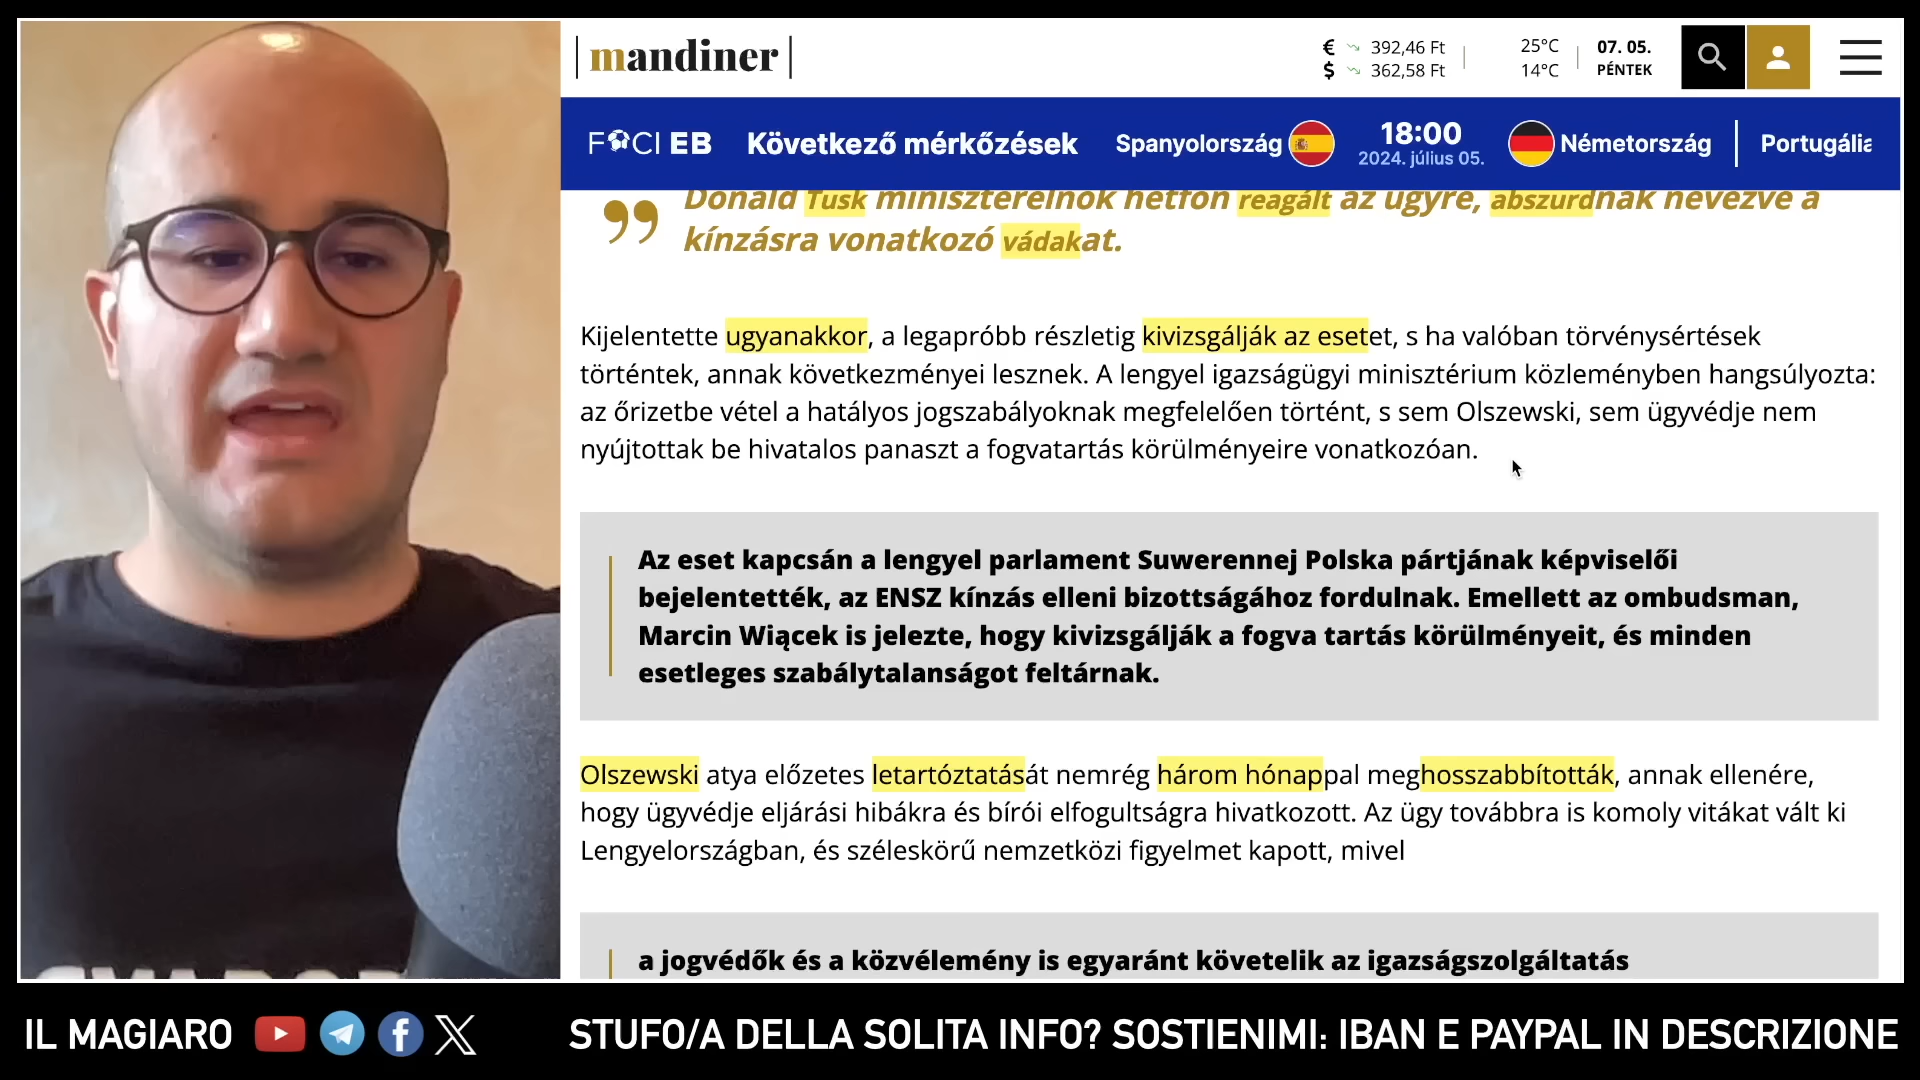 mandiner
€ 392,46 Ft
$ 362,58 Ft
25°C
14°C
07. 05.
PÉNTEK
FOCI EB
Következő mérkőzések
Spanyolország
18:00
2024. július 05.
Németország
Portugália
Donald Tusk miniszterelnök hétfőn reagált az ügyre, abszurdnak nevezve a
kínzásra vonatkozó vádakat.
Kijelentette ugyanakkor, a legapróbb részletig kivizsgálják az esetet, s ha valóban törvénysértések
történtek, annak következményei lesznek. A lengyel igazságügyi minisztérium közleményben hangsúlyozta:
az őrizetbe vétel a hatályos jogszabályoknak megfelelően történt, s sem Olszewski, sem ügyvédje nem
nyújtottak be hivatalos panaszt a fogvatartás körülményeire vonatkozóan.
Az eset kapcsán a lengyel parlament Suwerennej Polska pártjának képviselői
bejelentették, az ENSZ kínzás elleni bizottságához fordulnak. Emellett az ombudsman,
Marcin Wiącek is jelezte, hogy kivizsgálják a fogva tartás körülményeit, és minden
esetleges szabálytalanságot feltárnak.
Olszewski atya előzetes letartóztatását nemrég három hónappal meghosszabbították, annak ellenére,
hogy ügyvédje eljárási hibákra és bírói elfogultságra hivatkozott. Az ügy továbbra is komoly vitákat vált ki
Lengyelországban, és széleskörű nemzetközi figyelmet kapott, mivel
a jogvédők és a közvélemény is egyaránt követelik az igazságszolgáltatás
IL MAGIARO
STUFO/A DELLA SOLITA INFO? SOSTIENIMI: IBAN E PAYPAL IN DESCRIZIONE